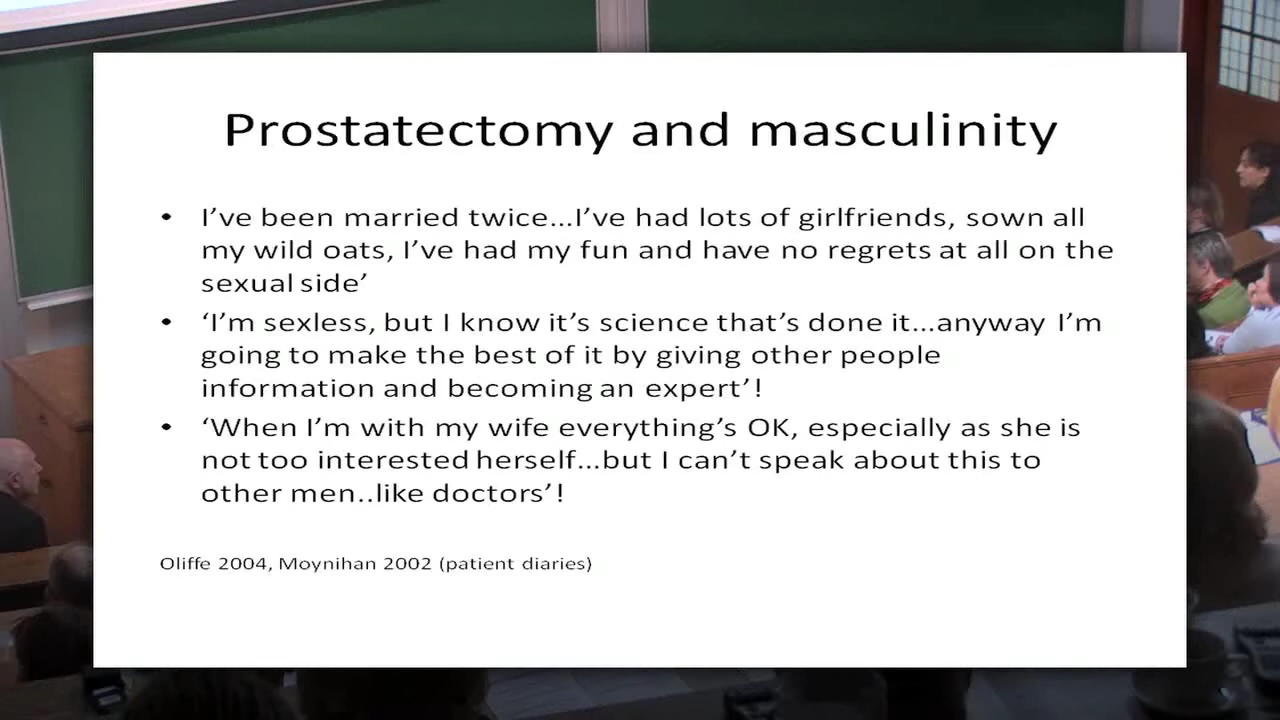 Prostatectomy and masculinity
• I’ve been married twice...I’ve had lots of girlfriends, sown all
my wild oats, I’ve had my fun and have no regrets at all on the
sexual side’
• ‘I’m sexless, but I know it’s science that’s done it...anyway I’m
going to make the best of it by giving other people
information and becoming an expert’!
• ‘When I’m with my wife everything’s OK, especially as she is
not too interested herself...but I can’t speak about this to
other men..like doctors’!
Oliffe 2004, Moynihan 2002 (patient diaries)